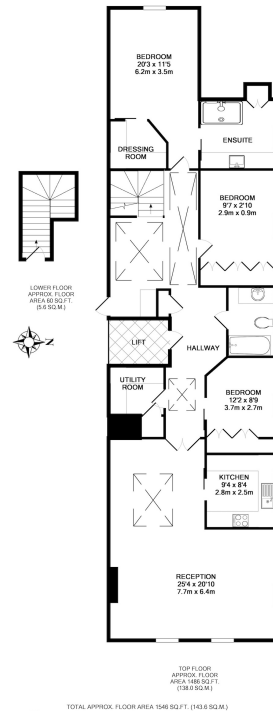 BEDROOM
20'3 x 11'5
6.2m x 3.5m
DRESSING
ROOM
ENSUITE
BEDROOM
9'7 x 2'10
2.9m x 0.9m
LOWER FLOOR
APPROX. FLOOR
AREA 60 SQ.FT.
(5.6 SQ.M.)
N
LIFT
HALLWAY
UTILITY
ROOM
BEDROOM
12'2 x 8'9
3.7m x 2.7m
KITCHEN
9'4 x 8'4
2.8m x 2.5m
RECEPTION
25'4 x 20'10
7.7m x 6.4m
TOP FLOOR
APPROX. FLOOR
AREA 1486 SQ.FT.
(138.0 SQ.M.)
TOTAL APPROX. FLOOR AREA 1546 SQ.FT. (143.6 SQ.M.)